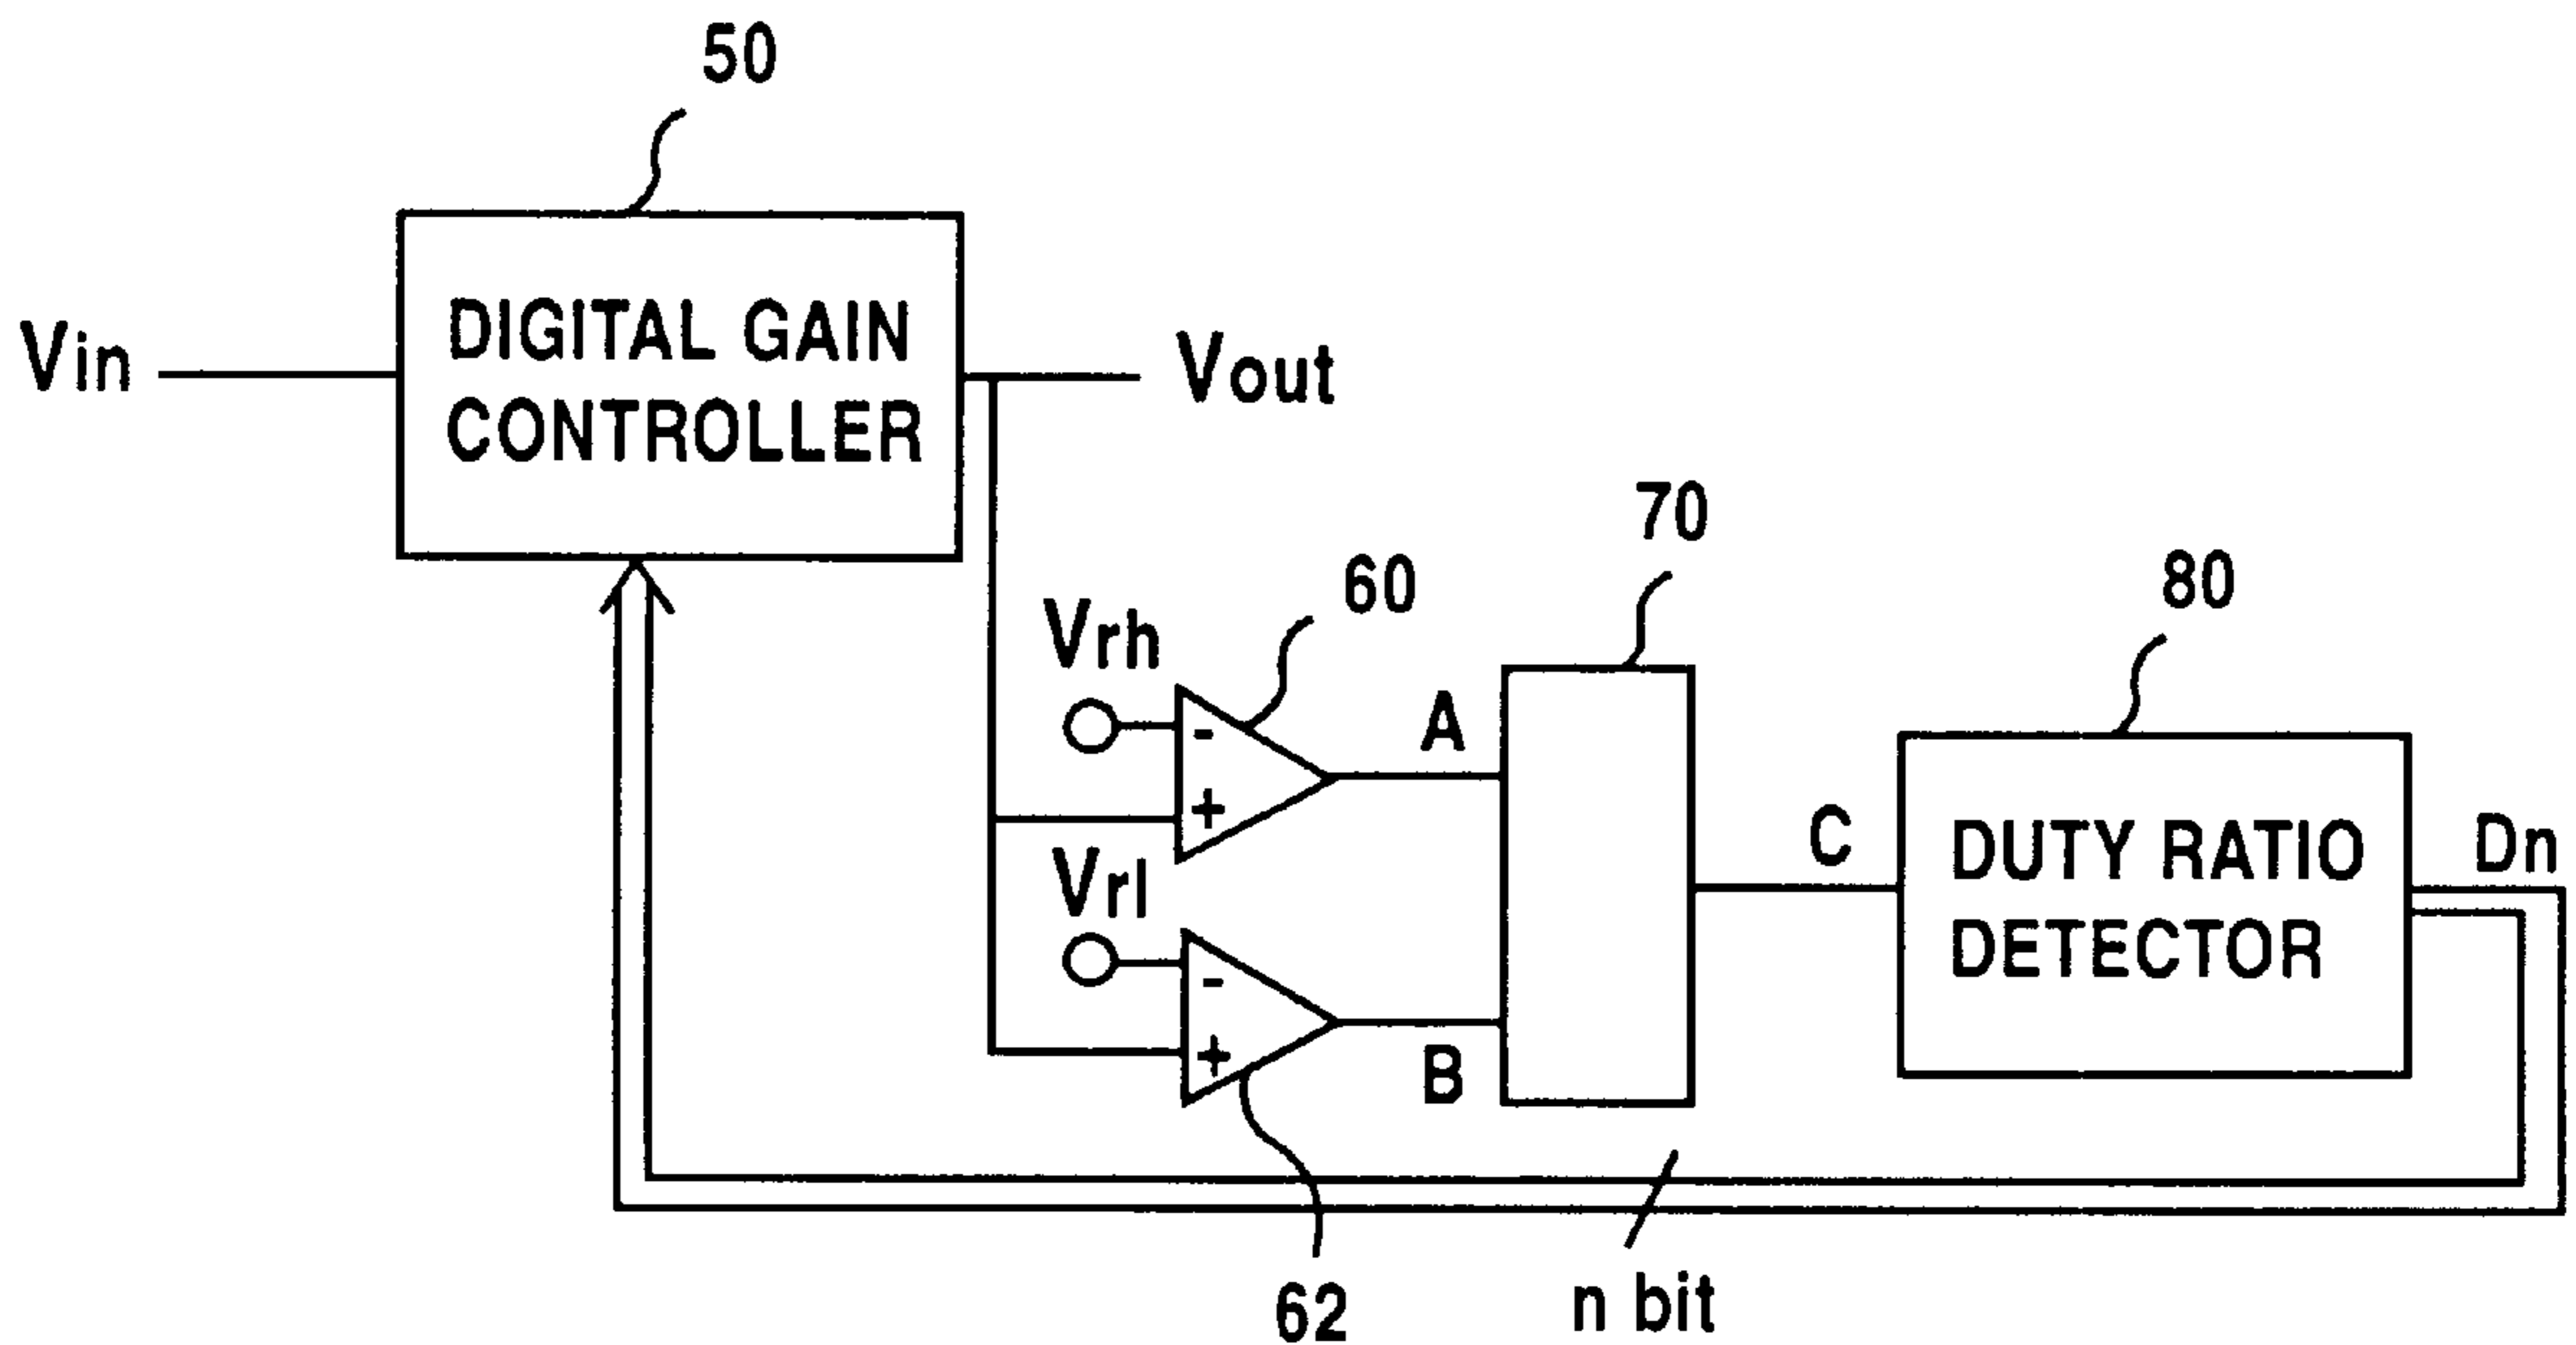 50
DIGITAL GAIN
CONTROLLER
Vin
Vout
70
60
80
Vrh
-
+
A
Vrl
-
+
B
C
DUTY RATIO
DETECTOR
Dn
62
n bit